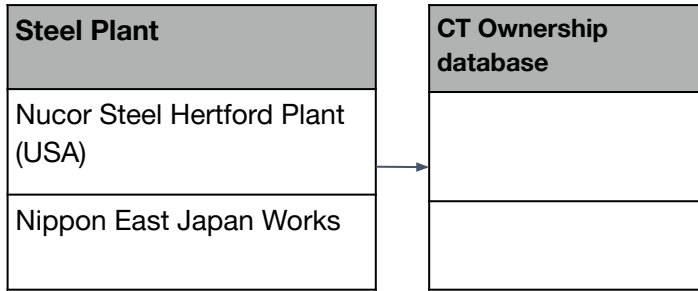 Steel Plant
Nucor Steel Hertford Plant
(USA)
Nippon East Japan Works
CT Ownership
database